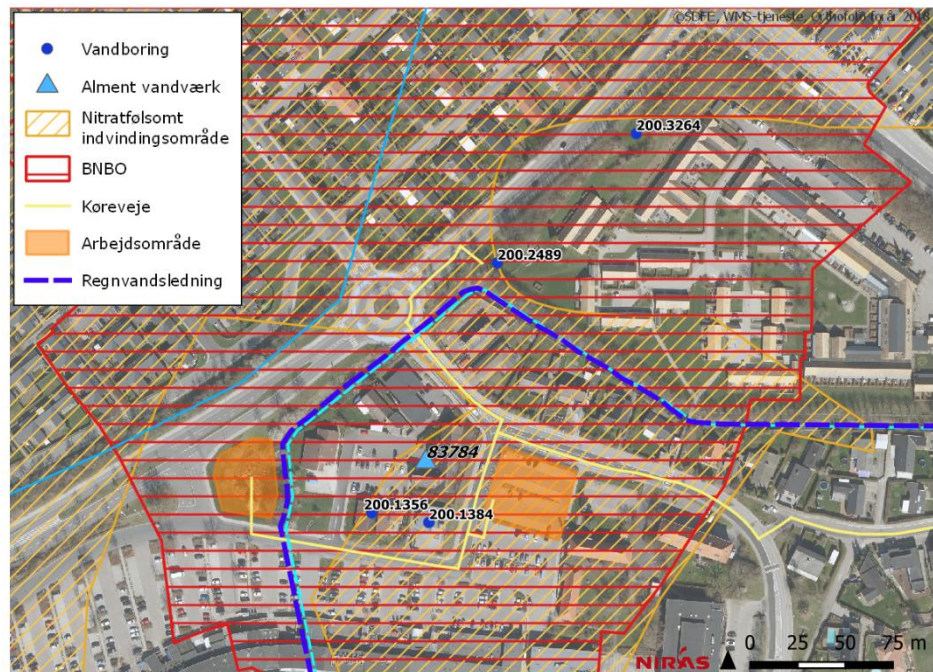 ©SDFE, WMS-tjeneste, Ortofoto forår 2018
Vandboring
Alment vandværk
Nitratfølsomt
indvindingsområde
BNBO
Køreveje
Arbejdsområde
Regnvandsledning
200.3264
200.2489
83784
200.1356
200.1384
NIRAS
0 25 50 75 m